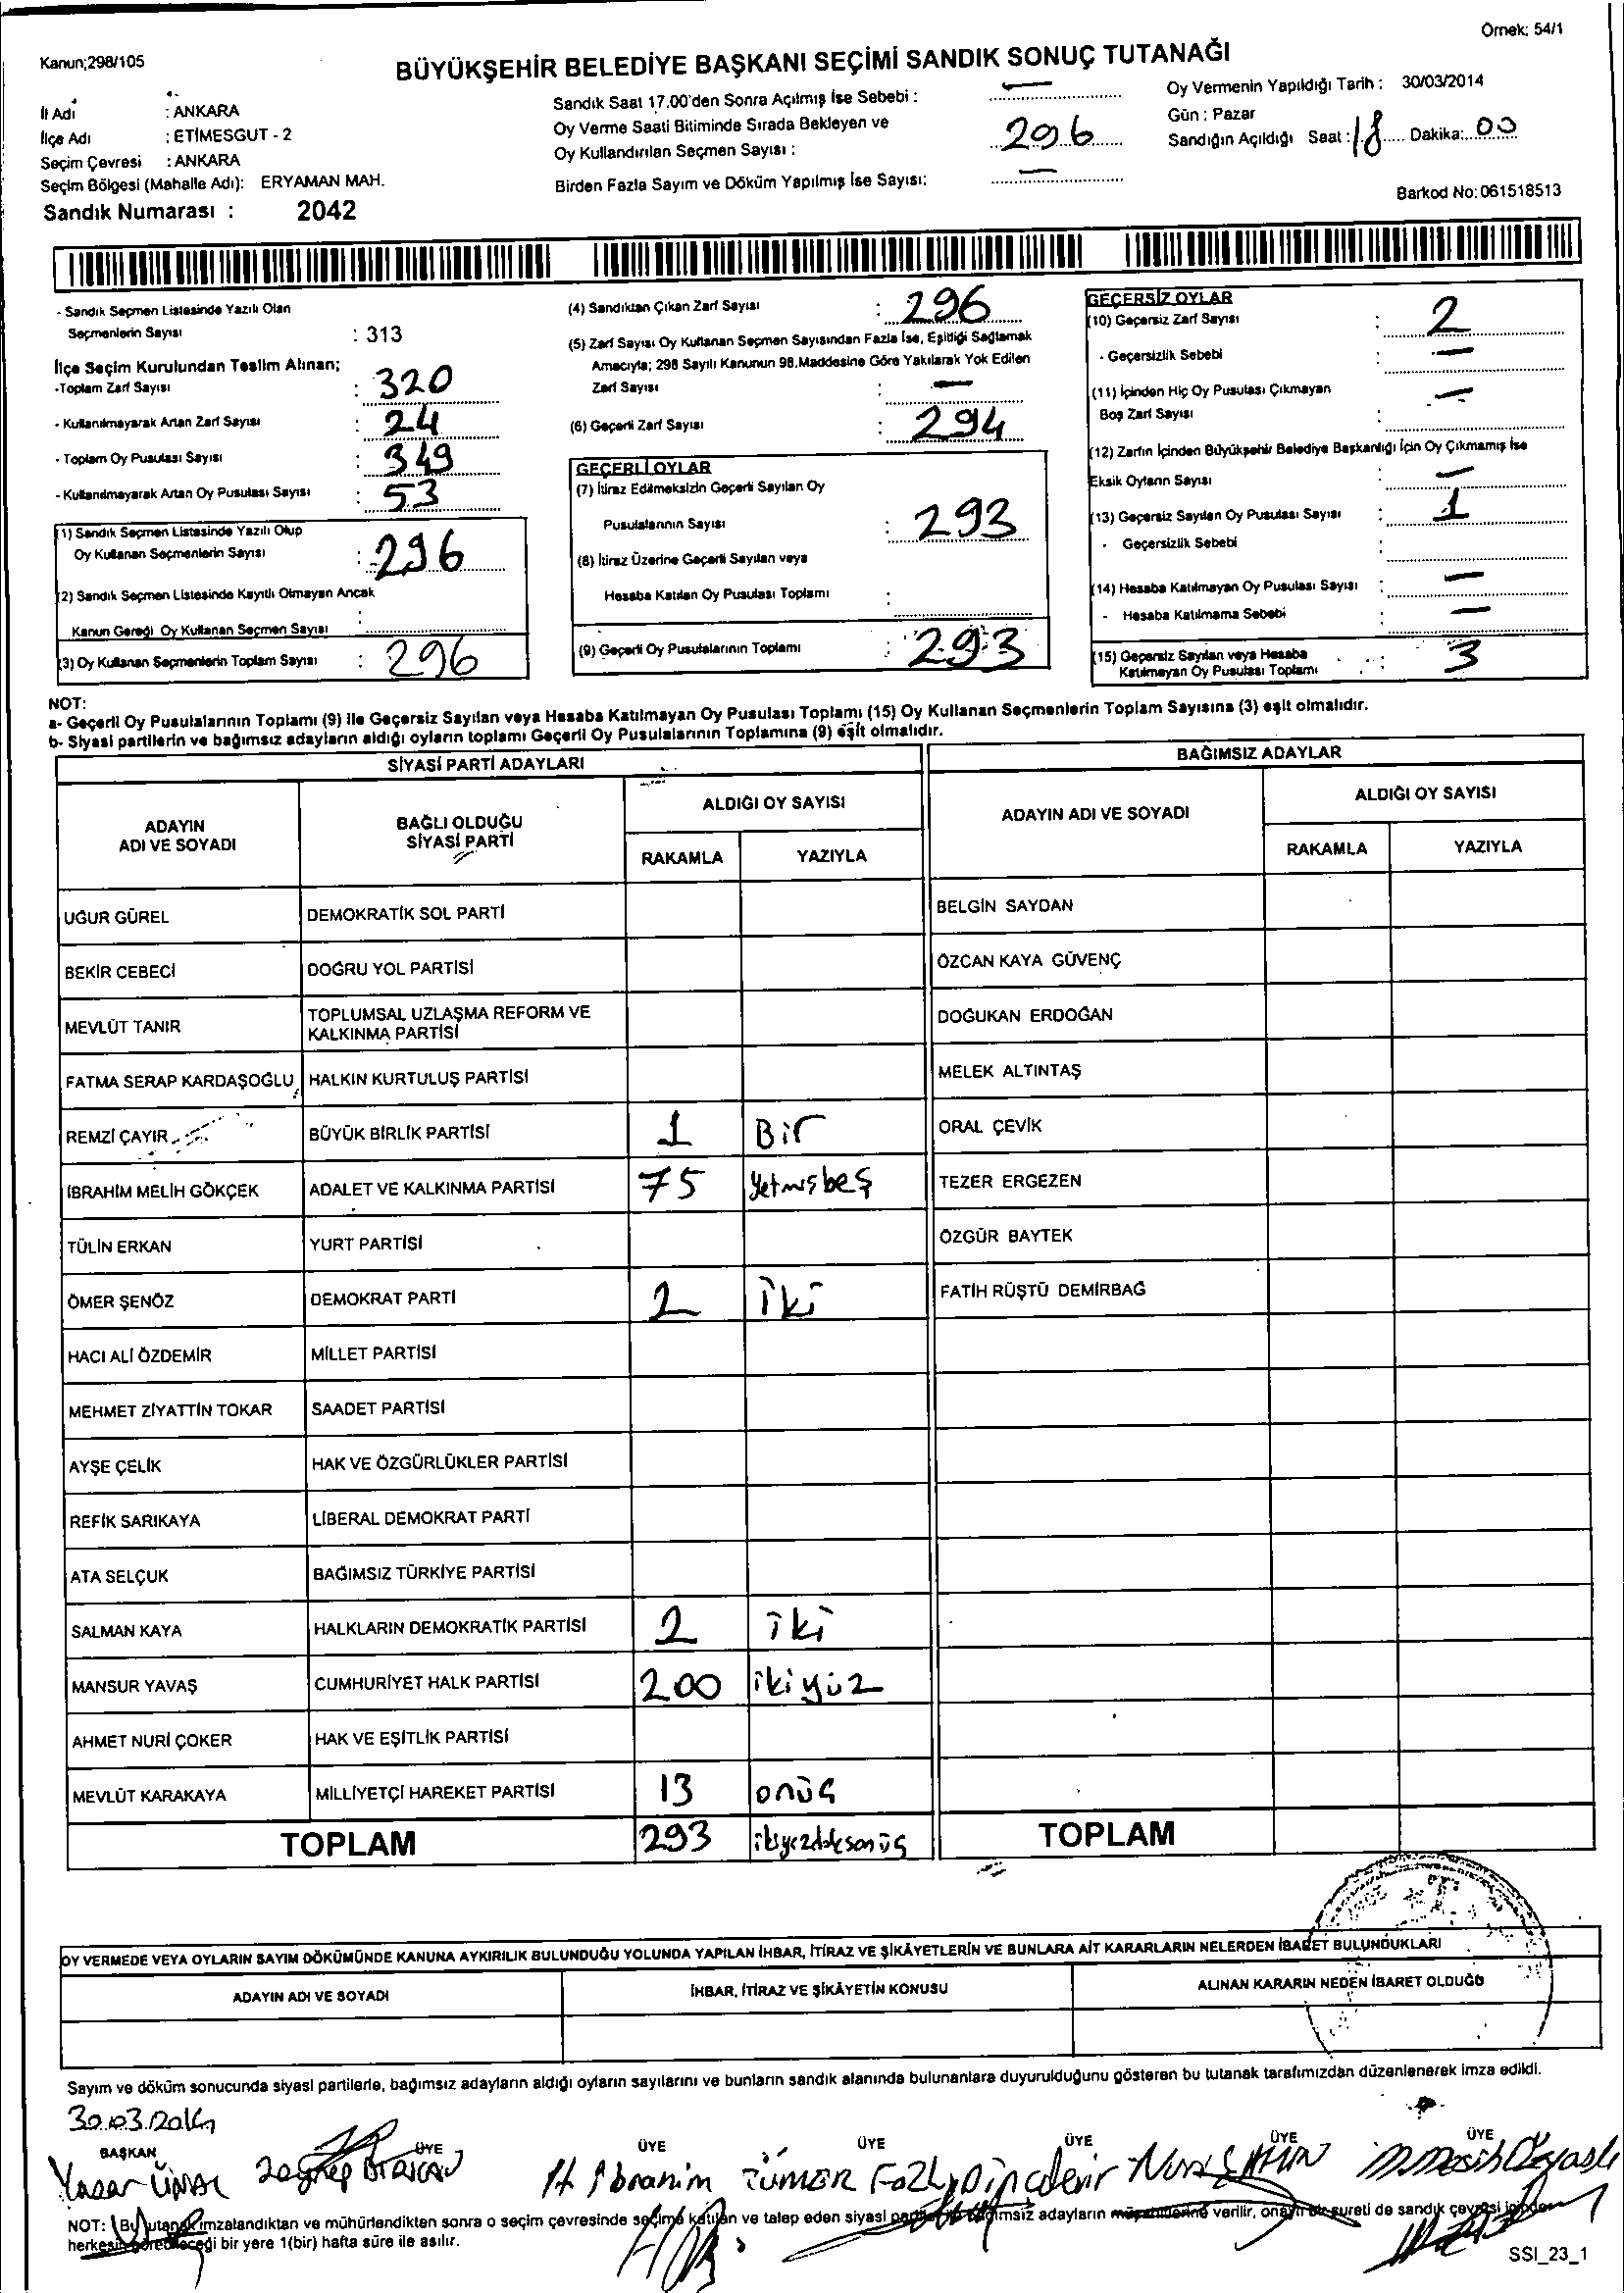 Örnek: 54/1
Kanun;298/105
BÜYÜKŞEHİR BELEDİYE BAŞKANI SEÇİMİ SANDIK SONUÇ TUTANAĞI
İl Adı : ANKARA
İlçe Adı : ETİMESGUT - 2
Seçim Çevresi : ANKARA
Seçim Bölgesi (Mahalle Adı): ERYAMAN MAH.
Sandık Numarası : 2042
Sandık Saat 17.00'den Sonra Açılmış İse Sebebi : —
Oy Verme Saati Bitiminde Sırada Bekleyen ve
Oy Kullandırılan Seçmen Sayısı : 296
Birden Fazla Sayım ve Döküm Yapılmış İse Sayısı: —
Oy Vermenin Yapıldığı Tarih : 30/03/2014
Gün : Pazar
Sandığın Açıldığı Saat : 18 Dakika: 00
Barkod No: 061518513
- Sandık Seçmen Listesinde Yazılı Olan
Seçmenlerin Sayısı : 313
İlçe Seçim Kurulundan Teslim Alınan;
-Toplam Zarf Sayısı : 320
- Kullanılmayarak Artan Zarf Sayısı : 24
- Toplam Oy Pusulası Sayısı : 349
- Kullanılmayarak Artan Oy Pusulası Sayısı : 53
(1) Sandık Seçmen Listesinde Yazılı Olup
Oy Kullanan Seçmenlerin Sayısı : 296
(2) Sandık Seçmen Listesinde Kayıtlı Olmayan Ancak
Kanun Gereği Oy Kullanan Seçmen Sayısı :
(3) Oy Kullanan Seçmenlerin Toplam Sayısı : 296
(4) Sandıktan Çıkan Zarf Sayısı : 296
(5) Zarf Sayısı Oy Kullanan Seçmen Sayısından Fazla İse, Eşitliği Sağlamak
Amacıyla; 298 Sayılı Kanunun 98.Maddesine Göre Yakılarak Yok Edilen
Zarf Sayısı : —
(6) Geçerli Zarf Sayısı : 294
GEÇERLİ OYLAR
(7) İtiraz Edilmeksizin Geçerli Sayılan Oy
Pusulalarının Sayısı : 293
(8) İtiraz Üzerine Geçerli Sayılan veya
Hesaba Katılan Oy Pusulası Toplamı :
(9) Geçerli Oy Pusulalarının Toplamı : 293
GEÇERSİZ OYLAR
(10) Geçersiz Zarf Sayısı : 2
- Geçersizlik Sebebi : —
(11) İçinden Hiç Oy Pusulası Çıkmayan
Boş Zarf Sayısı : —
(12) Zarfın İçinden Büyükşehir Belediye Başkanlığı İçin Oy Çıkmamış İse
Eksik Oyların Sayısı : —
(13) Geçersiz Sayılan Oy Pusulası Sayısı : 1
- Geçersizlik Sebebi :
(14) Hesaba Katılmayan Oy Pusulası Sayısı : —
- Hesaba Katılmama Sebebi : —
(15) Geçersiz Sayılan veya Hesaba
Katılmayan Oy Pusulası Toplamı : 3
NOT:
a- Geçerli Oy Pusulalarının Toplamı (9) ile Geçersiz Sayılan veya Hesaba Katılmayan Oy Pusulası Toplamı (15) Oy Kullanan Seçmenlerin Toplam Sayısına (3) eşit olmalıdır.
b- Siyasi partilerin ve bağımsız adayların aldığı oyların toplamı Geçerli Oy Pusulalarının Toplamına (9) eşit olmalıdır.
SİYASİ PARTİ ADAYLARI
ADAYIN
ADI VE SOYADI
BAĞLI OLDUĞU
SİYASİ PARTİ
ALDIĞI OY SAYISI
RAKAMLA YAZIYLA
UĞUR GÜREL DEMOKRATİK SOL PARTİ
BEKİR CEBECİ DOĞRU YOL PARTİSİ
MEVLÜT TANIR TOPLUMSAL UZLAŞMA REFORM VE
KALKINMA PARTİSİ
FATMA SERAP KARDAŞOĞLU HALKIN KURTULUŞ PARTİSİ
REMZİ ÇAYIR BÜYÜK BİRLİK PARTİSİ 1 Bir
İBRAHİM MELİH GÖKÇEK ADALET VE KALKINMA PARTİSİ 75 Yetmişbeş
TÜLİN ERKAN YURT PARTİSİ
ÖMER ŞENÖZ DEMOKRAT PARTİ 2 iki
HACI ALİ ÖZDEMİR MİLLET PARTİSİ
MEHMET ZİYATTİN TOKAR SAADET PARTİSİ
AYŞE ÇELİK HAK VE ÖZGÜRLÜKLER PARTİSİ
REFİK SARIKAYA LİBERAL DEMOKRAT PARTİ
ATA SELÇUK BAĞIMSIZ TÜRKİYE PARTİSİ
SALMAN KAYA HALKLARIN DEMOKRATİK PARTİSİ 2 iki
MANSUR YAVAŞ CUMHURİYET HALK PARTİSİ 200 ikiyüz
AHMET NURİ ÇOKER HAK VE EŞİTLİK PARTİSİ
MEVLÜT KARAKAYA MİLLİYETÇİ HAREKET PARTİSİ 13 onüç
TOPLAM 293
BAĞIMSIZ ADAYLAR
ADAYIN ADI VE SOYADI
ALDIĞI OY SAYISI
RAKAMLA YAZIYLA
BELGİN SAYDAN
ÖZCAN KAYA GÜVENÇ
DOĞUKAN ERDOĞAN
MELEK ALTINTAŞ
ORAL ÇEVİK
TEZER ERGEZEN
ÖZGÜR BAYTEK
FATİH RÜŞTÜ DEMİRBAĞ
TOPLAM
OY VERMEDE VEYA OYLARIN SAYIM DÖKÜMÜNDE KANUNA AYKIRILIK BULUNDUĞU YOLUNDA YAPILAN İHBAR, İTİRAZ VE ŞİKÂYETLERİN VE BUNLARA AİT KARARLARIN NELERDEN İBARET BULUNDUKLARI
ADAYIN ADI VE SOYADI İHBAR, İTİRAZ VE ŞİKÂYETİN KONUSU ALINAN KARARIN NEDEN İBARET OLDUĞU
Sayım ve döküm sonucunda siyasi partilerle, bağımsız adayların aldığı oyların sayılarını ve bunların sandık alanında bulunanlara duyurulduğunu gösteren bu tutanak tarafımızdan düzenlenerek imza edildi.
30.03.2014
BAŞKAN ÜYE ÜYE ÜYE ÜYE ÜYE ÜYE
Yaşar ÜNAL Zeynep H. İbrahim TÜMER Fazlı Dinçdemir Nuri ŞAHİN
NOT: Bu tutanak imzalandıktan ve mühürlendikten sonra o seçim çevresinde seçime katılan ve talep eden siyasi bağımsız adayların müşahitlerine verilir, onaylı bir sureti de sandık çevresi içinden
herkesin görebileceği bir yere 1(bir) hafta süre ile asılır.
SSI_23_1